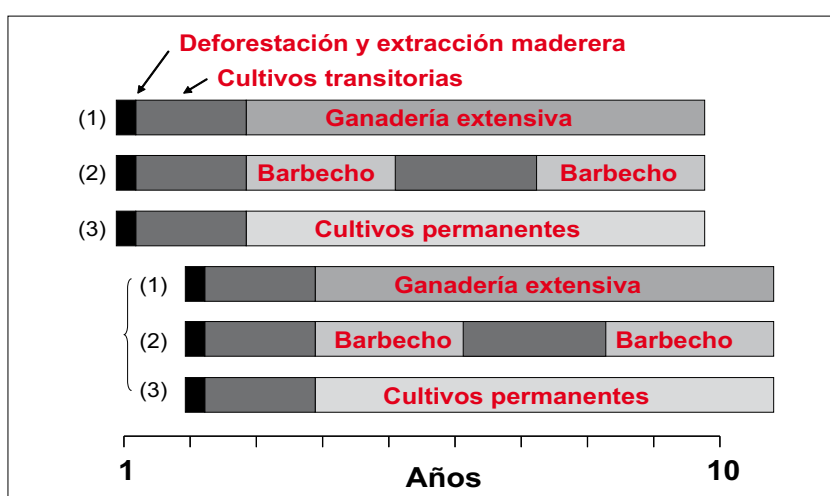 Deforestación y extracción maderera
Cultivos transitorias
(1) Ganadería extensiva
(2) Barbecho Barbecho
(3) Cultivos permanentes
(1) Ganadería extensiva
(2) Barbecho Barbecho
(3) Cultivos permanentes
1 10
Años